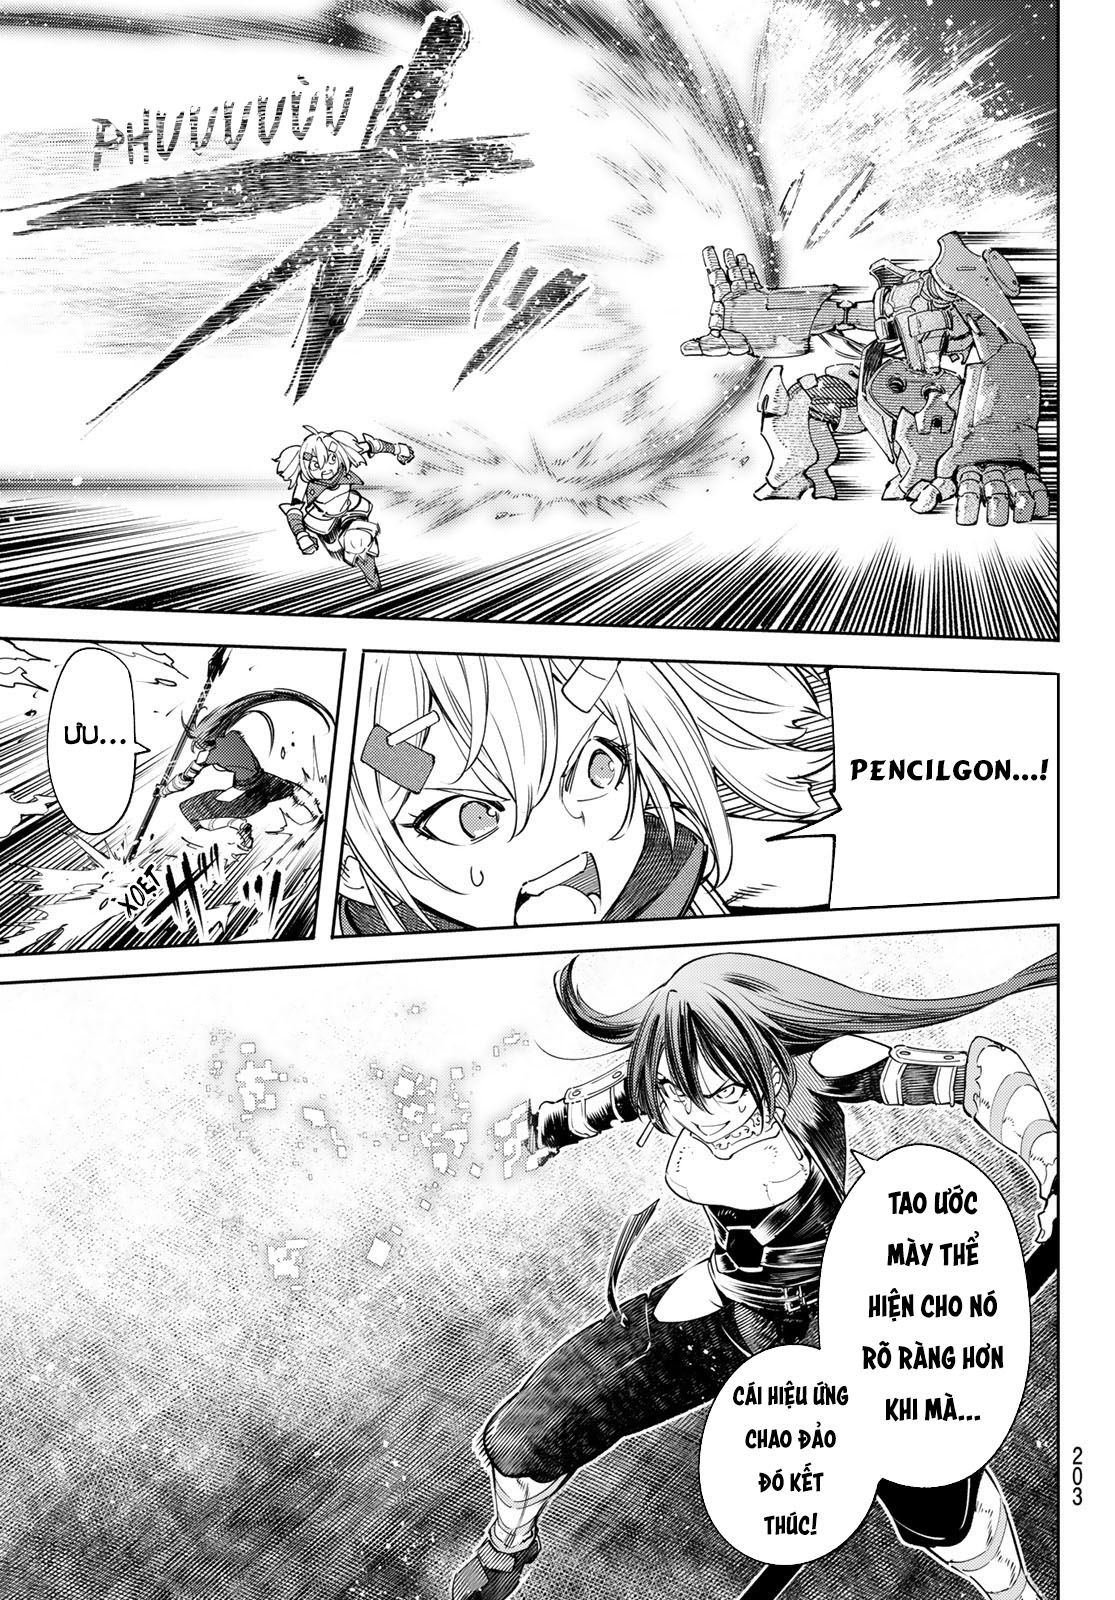 PHUUUUUÙU
PENCILGON...!
ƯU...
XOẸT
TAO ƯỚC
MÀY THỂ
HIỆN CHO NÓ
RÕ RÀNG HƠN
KHI MÀ...
CÁI HIỆU ỨNG
CHAO ĐẢO
ĐÓ KẾT
THÚC!
203